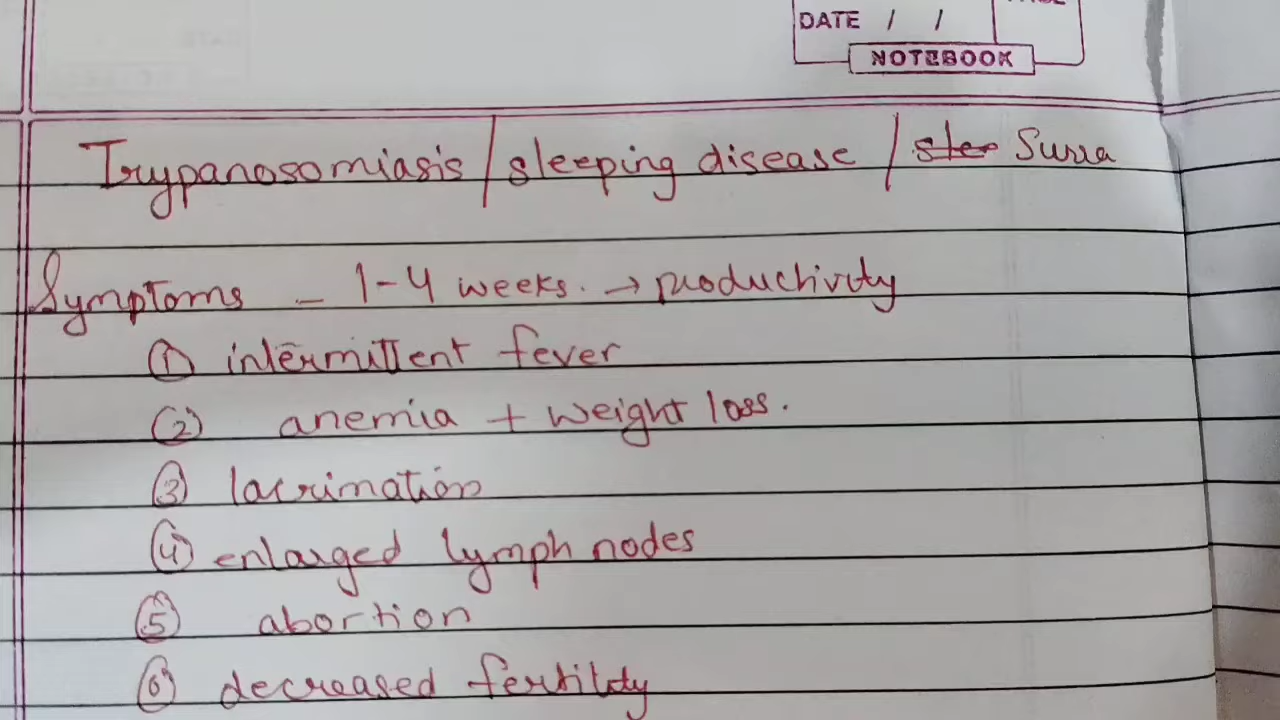 DATE / /
NOTEBOOK
Trypanosomiasis / sleeping disease / slee Surra
Symptoms - 1-4 weeks. → productivity
① intermittent fever
② anemia + weight loss.
③ lacrimation
④ enlarged lymph nodes
⑤ abortion
⑥ decreased fertility